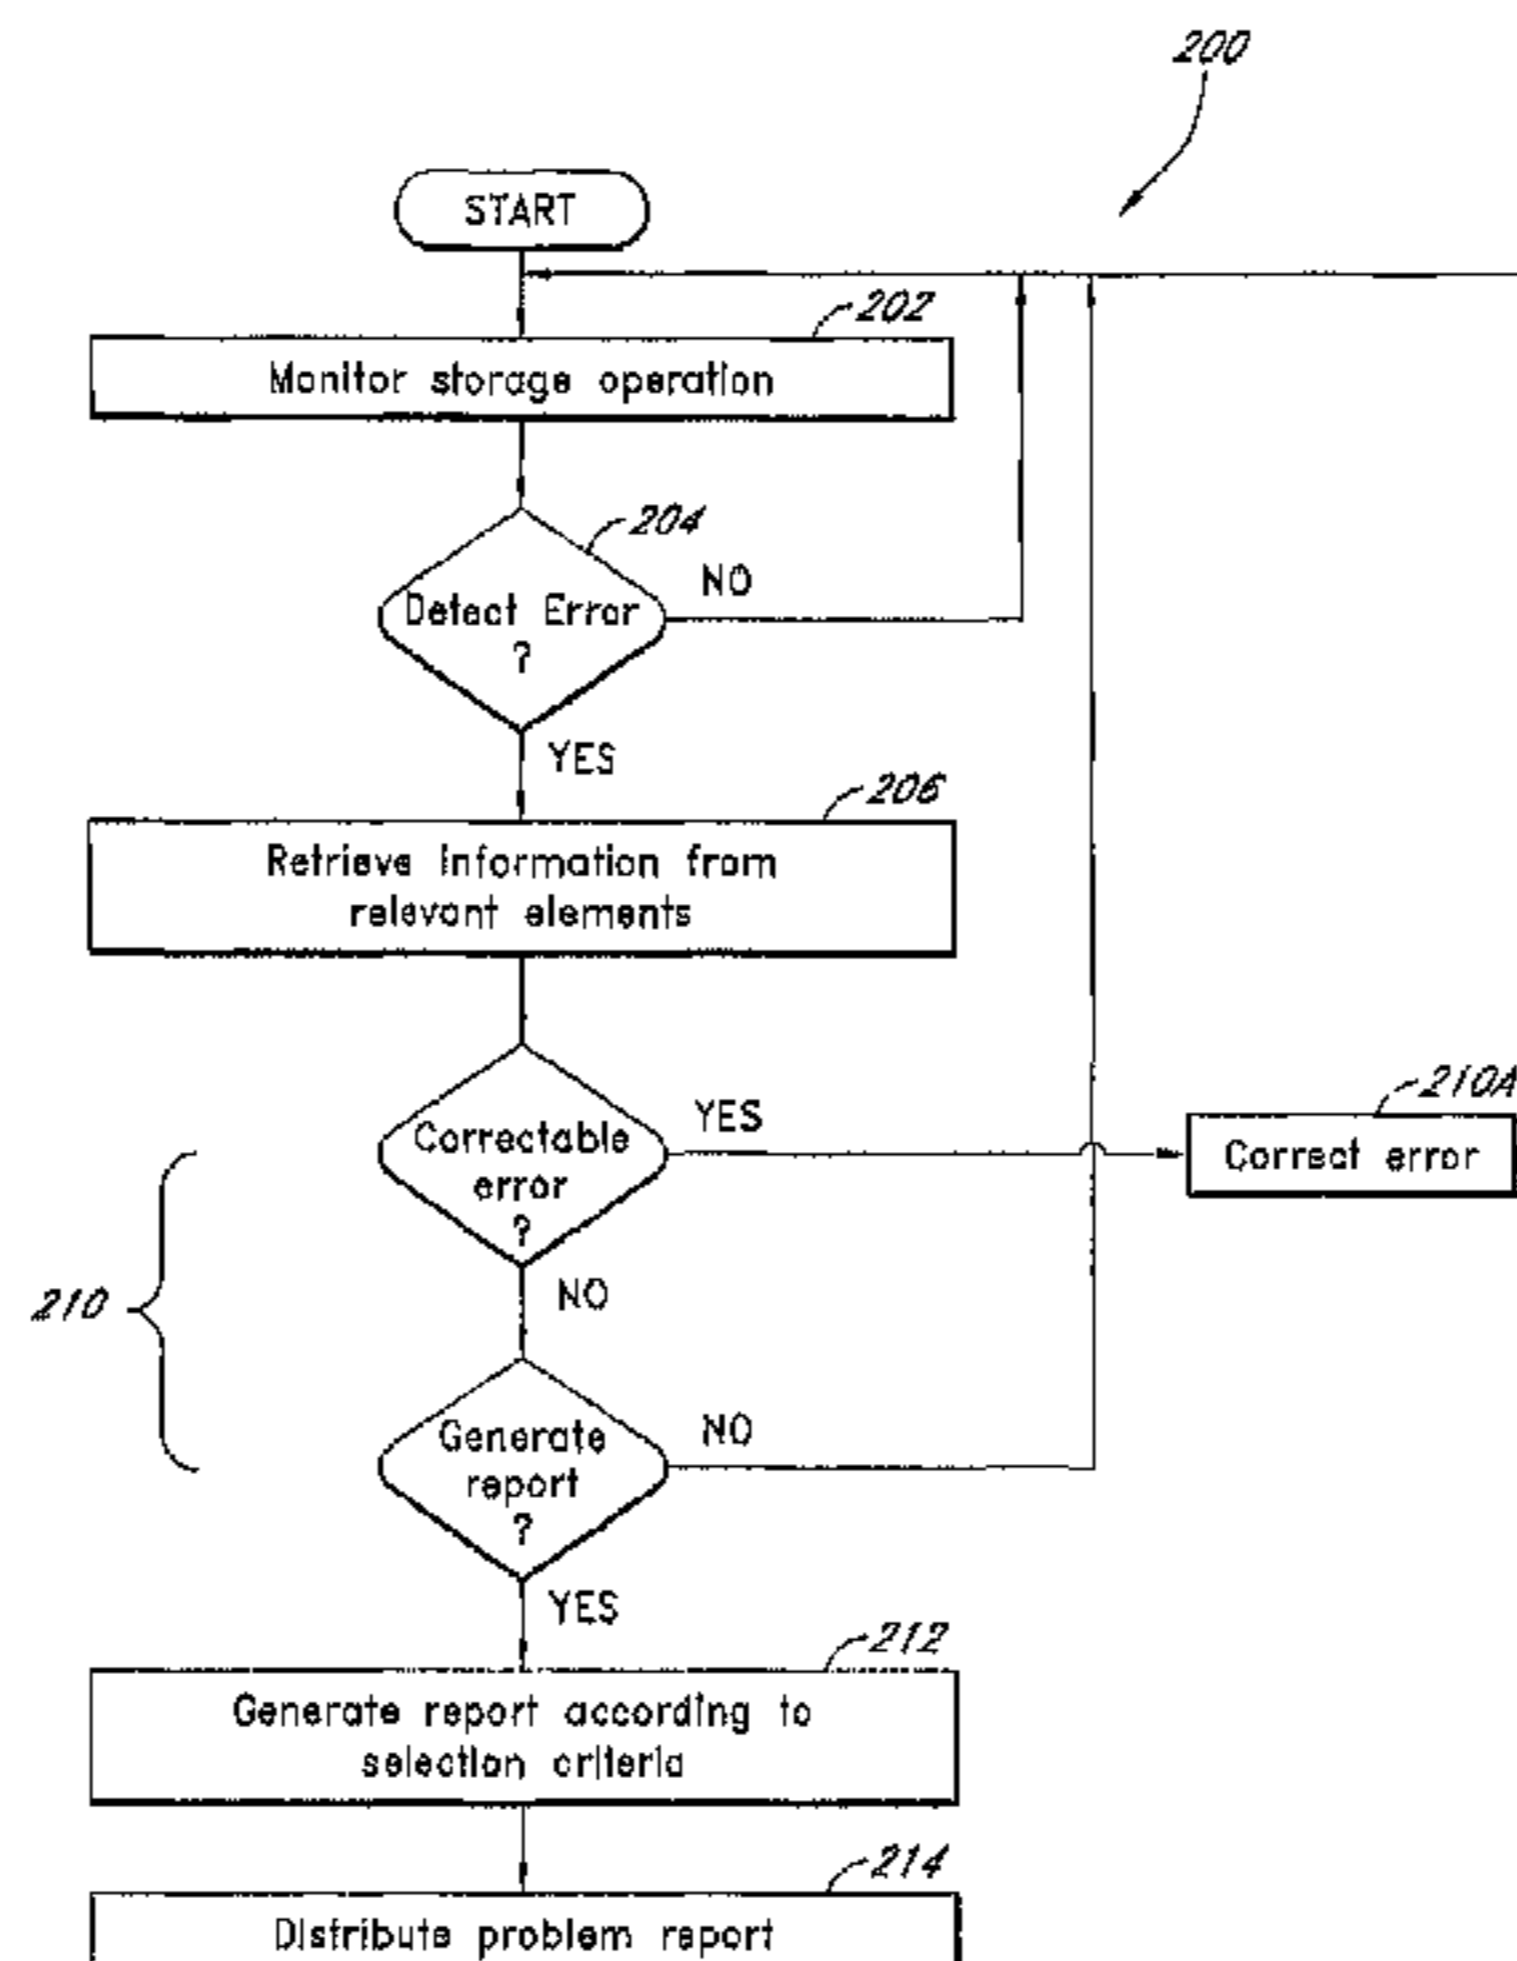 200
START
202
Monitor storage operation
204
Detect Error
?
NO
YES
206
Retrieve Information from
relevant elements
Correctable
error
?
YES
210A
Correct error
210
NO
Generate
report
?
NO
YES
212
Generate report according to
selection criteria
214
Distribute problem report